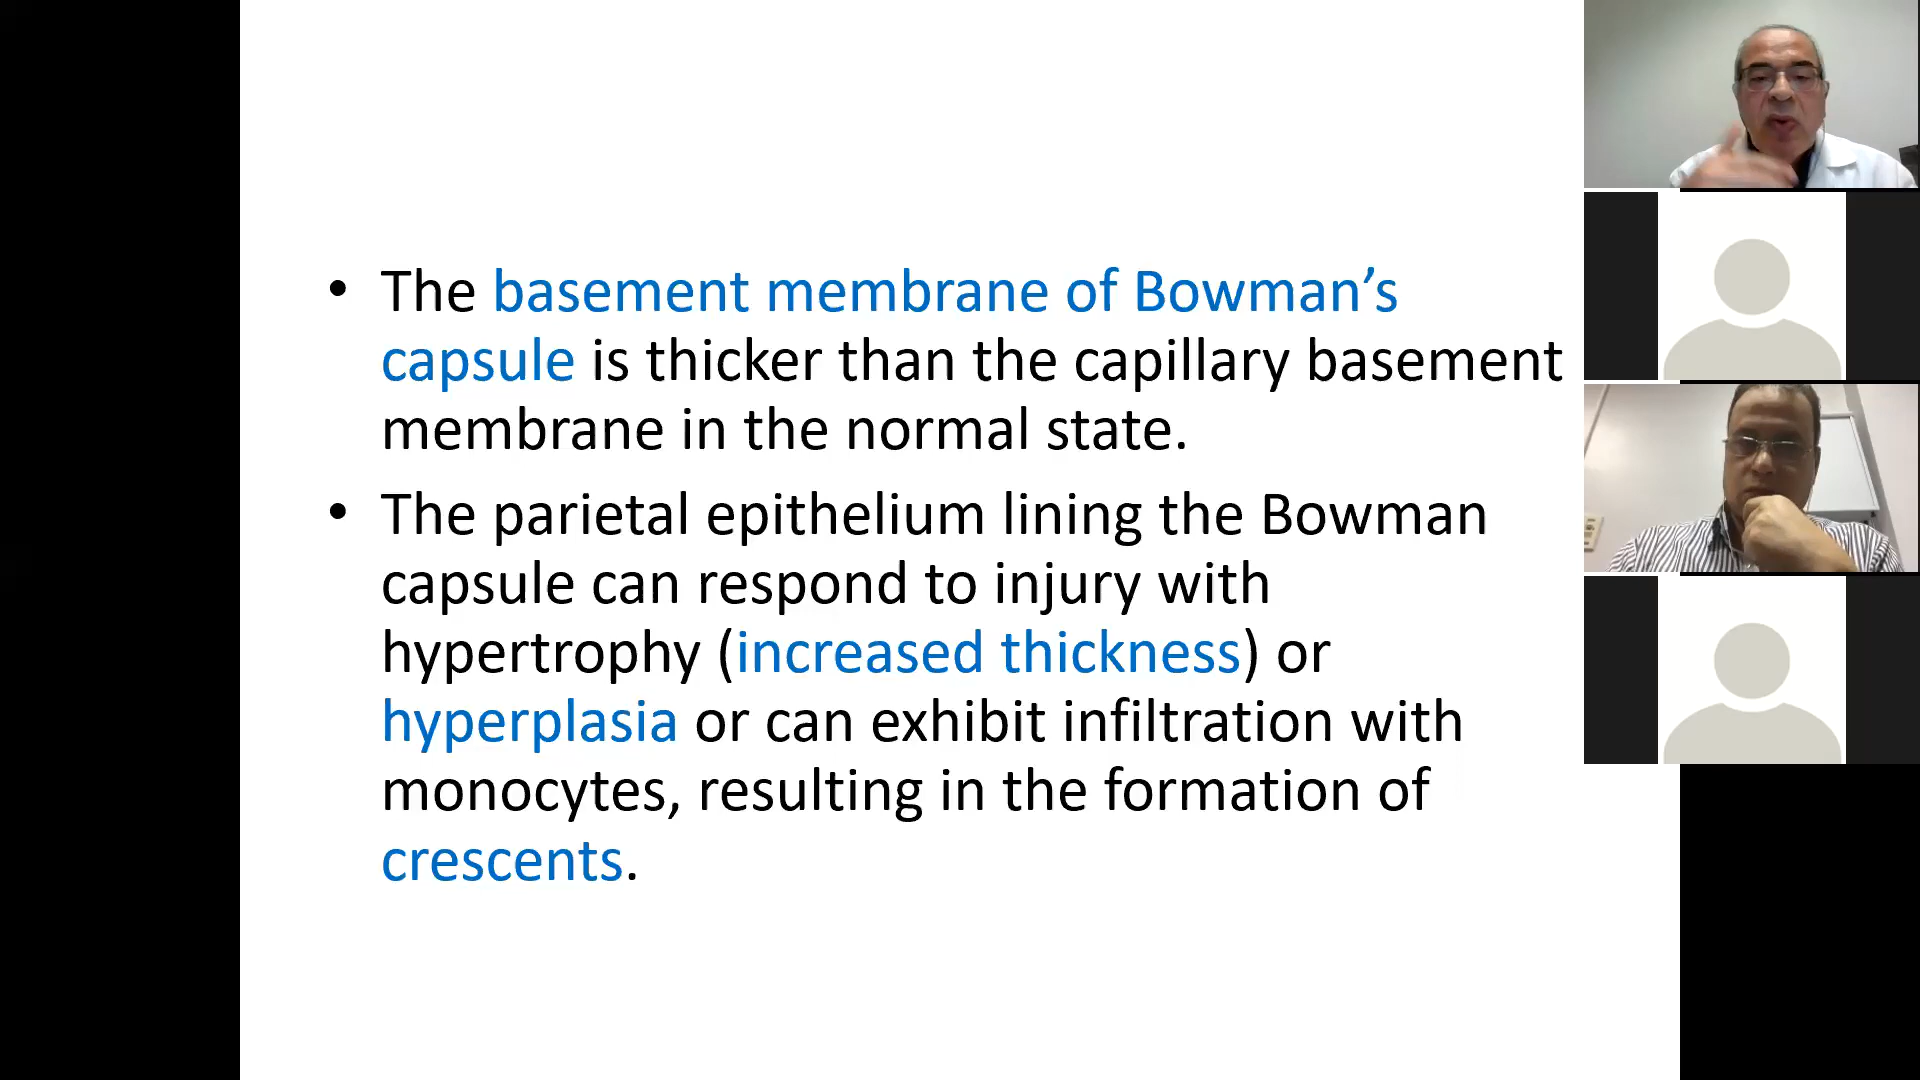 • The basement membrane of Bowman’s
capsule is thicker than the capillary basement
membrane in the normal state.
• The parietal epithelium lining the Bowman
capsule can respond to injury with
hypertrophy (increased thickness) or
hyperplasia or can exhibit infiltration with
monocytes, resulting in the formation of
crescents.